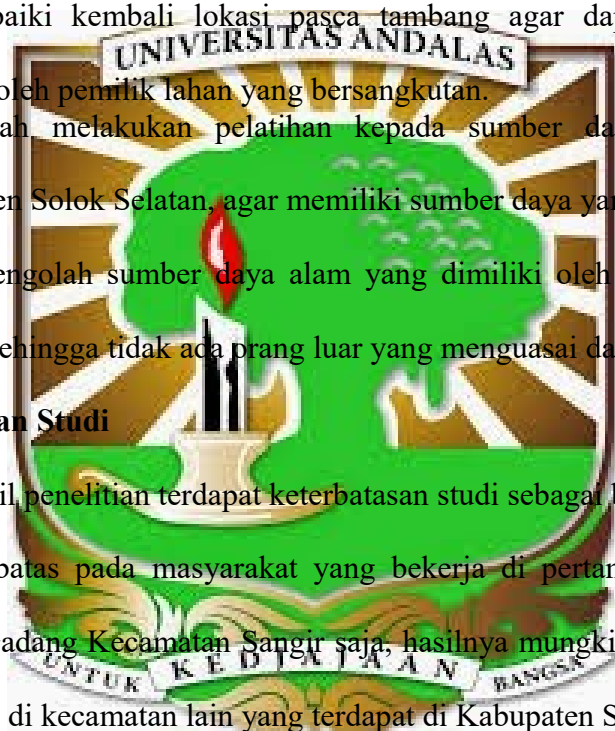 baiki kembali lokasi pasca tambang agar da
UNIVERSITAS ANDALAS
oleh pemilik lahan yang bersangkutan.
ah melakukan pelatihan kepada sumber da
en Solok Selatan, agar memiliki sumber daya yan
engolah sumber daya alam yang dimiliki oleh
ehingga tidak ada orang luar yang menguasai da
an Studi
il penelitian terdapat keterbatasan studi sebagai
batas pada masyarakat yang bekerja di pertam
adang Kecamatan Sangir saja, hasilnya mungki
UNTUK KEDJAJAAN BANGSA
di kecamatan lain yang terdapat di Kabupaten S